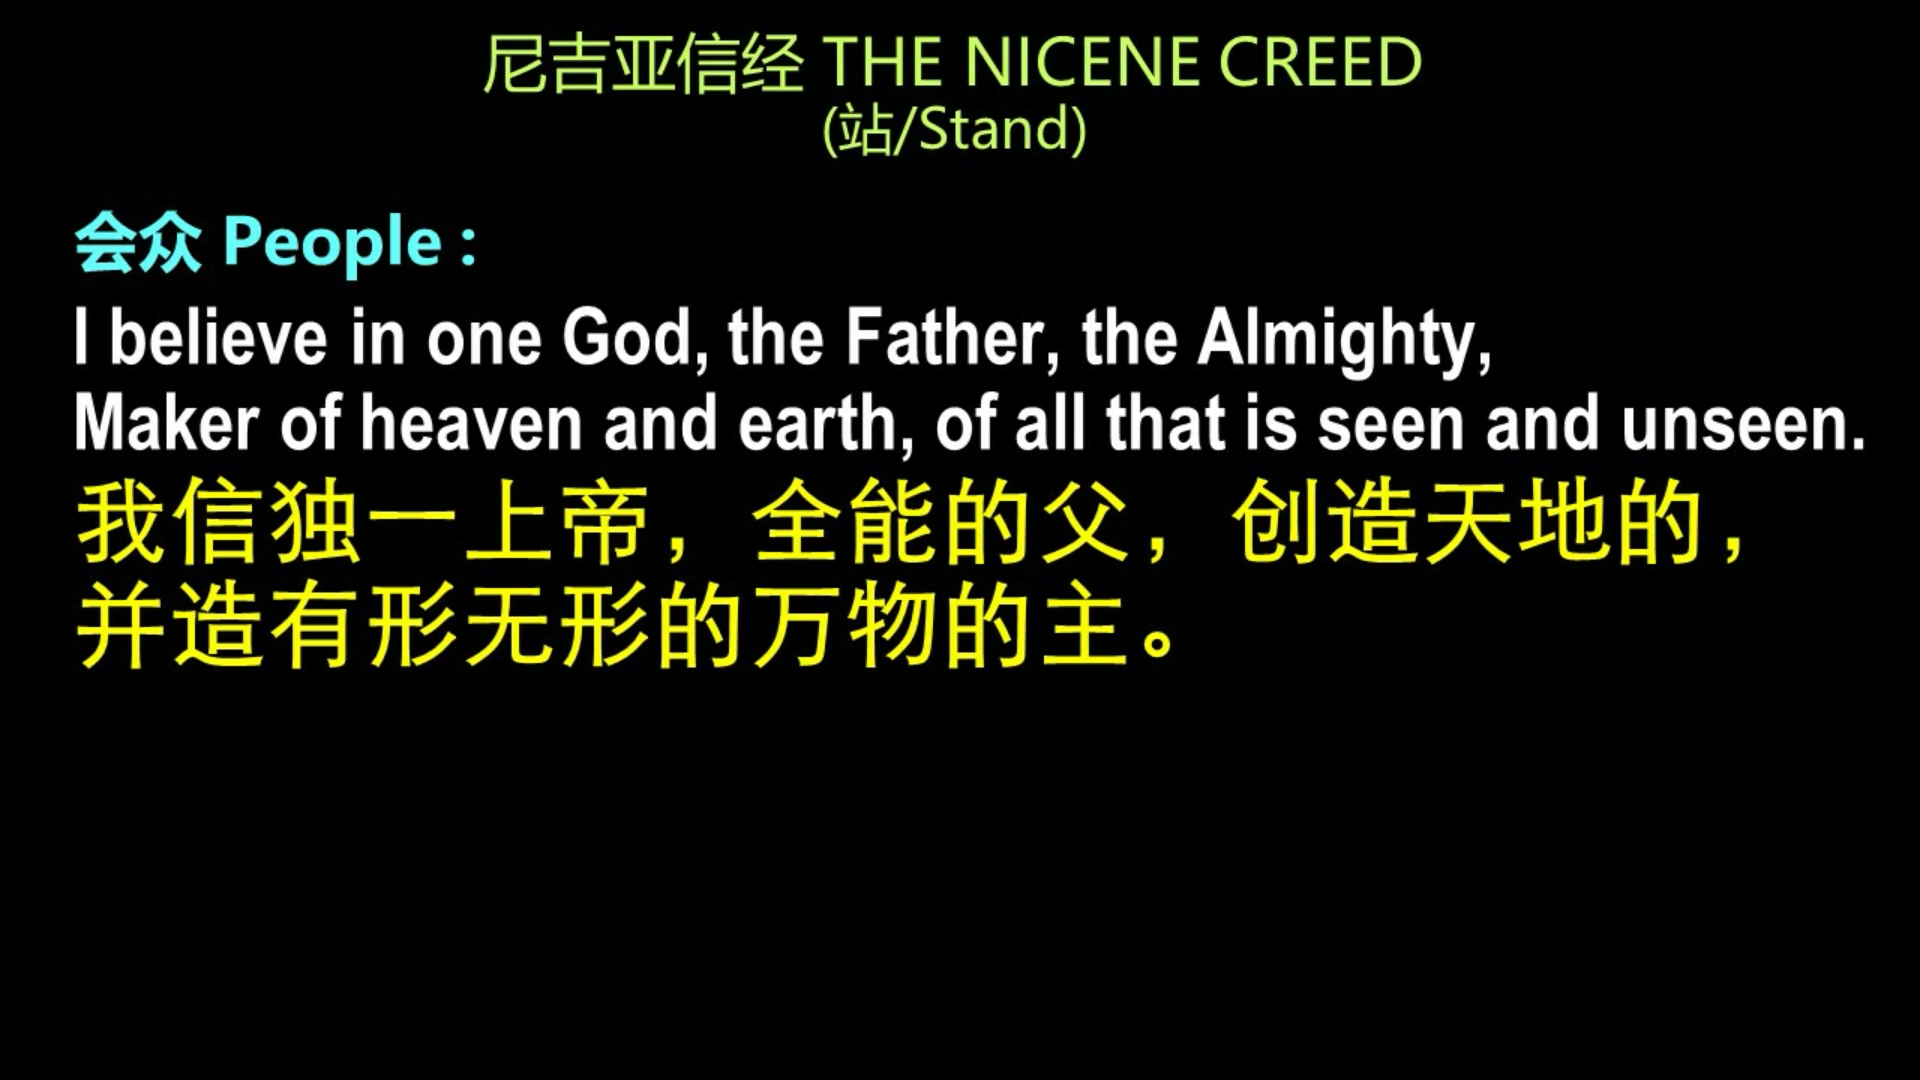 尼吉亚信经 THE NICENE CREED
(站/Stand)
会众 People :
I believe in one God, the Father, the Almighty,
Maker of heaven and earth, of all that is seen and unseen.
我信独一上帝，全能的父，创造天地的，
并造有形无形的万物的主。